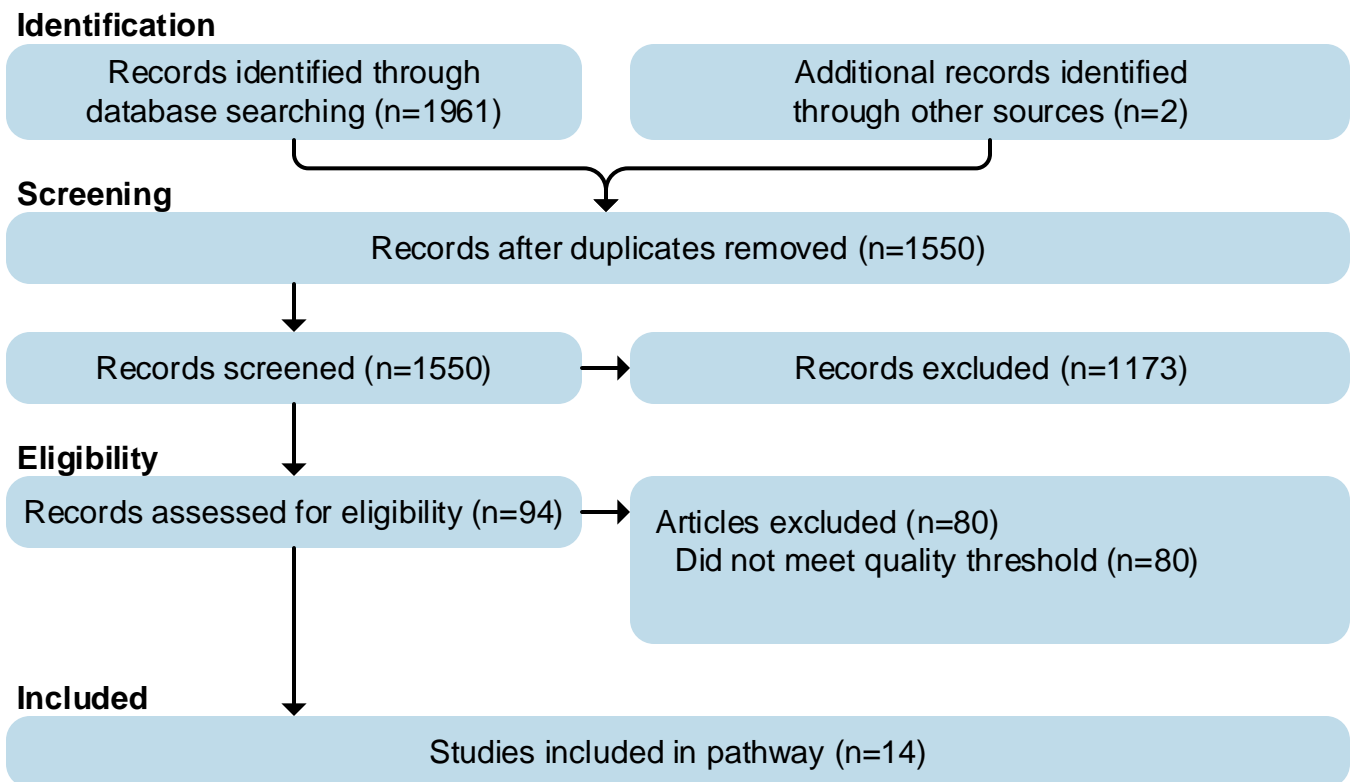 Identification
Records identified through
database searching (n=1961)
Additional records identified
through other sources (n=2)
Screening
Records after duplicates removed (n=1550)
Records screened (n=1550)
Records excluded (n=1173)
Eligibility
Records assessed for eligibility (n=94)
Articles excluded (n=80)
Did not meet quality threshold (n=80)
Included
Studies included in pathway (n=14)